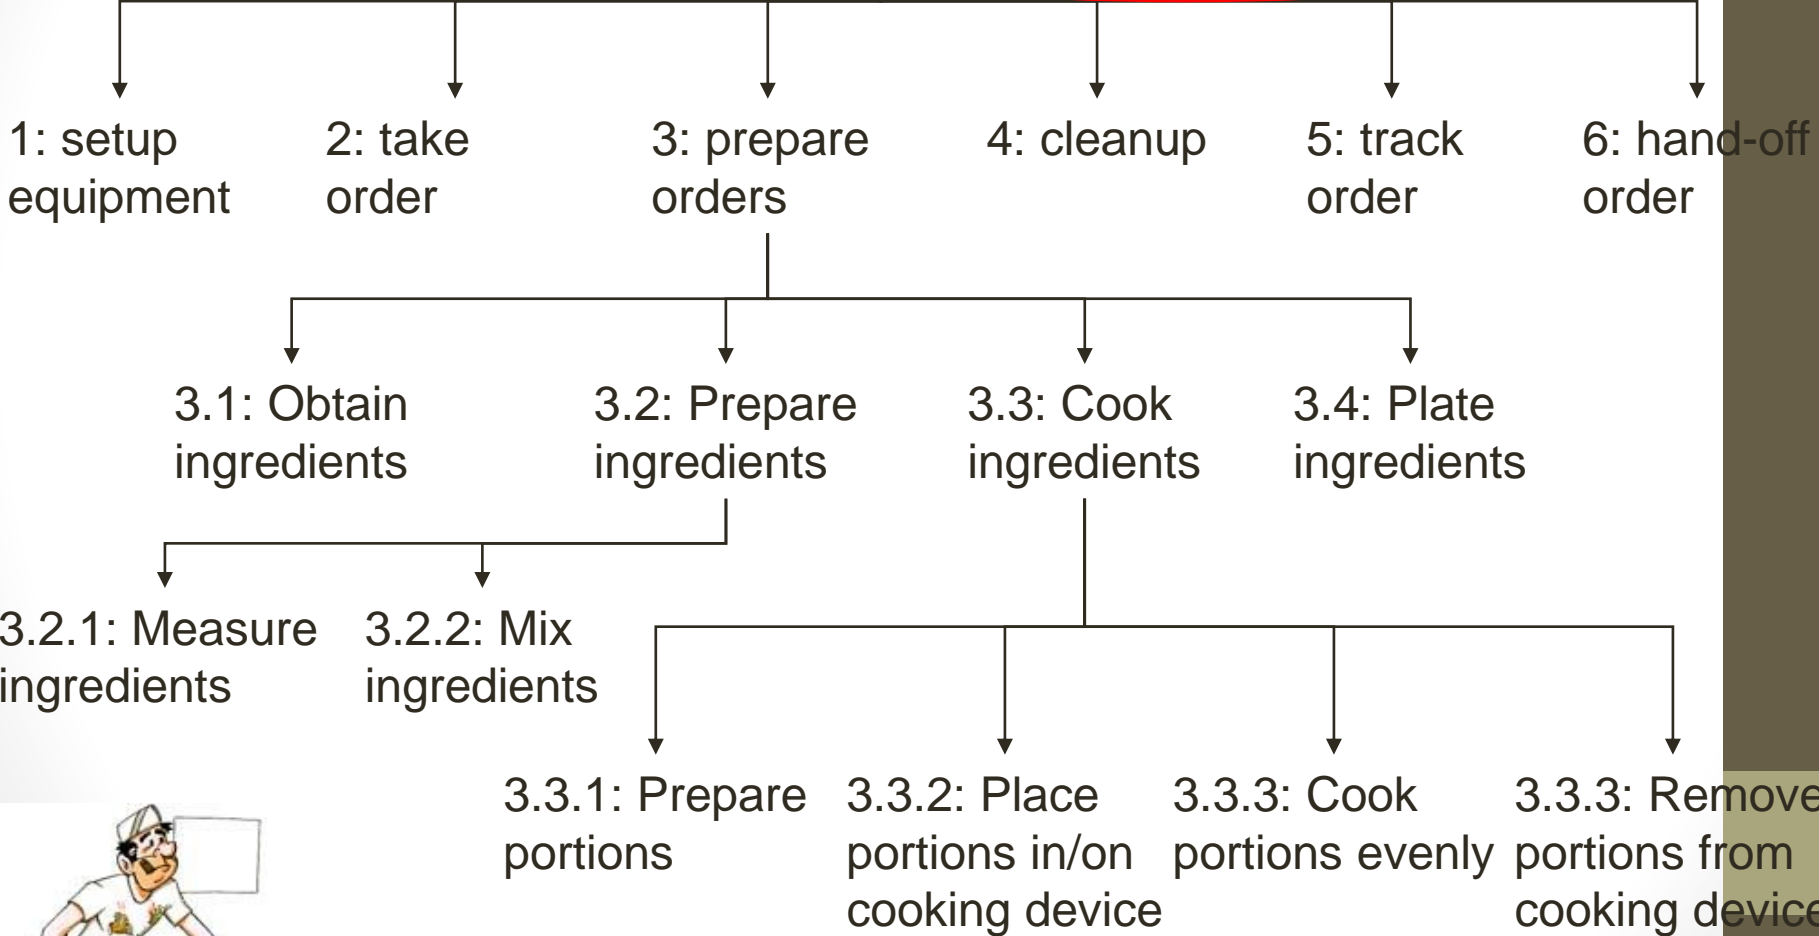 1: setup
equipment
2: take
order
3: prepare
orders
4: cleanup
5: track
order
6: hand-off
order
3.1: Obtain
ingredients
3.2: Prepare
ingredients
3.3: Cook
ingredients
3.4: Plate
ingredients
3.2.1: Measure
ingredients
3.2.2: Mix
ingredients
3.3.1: Prepare
portions
3.3.2: Place
portions in/on
cooking device
3.3.3: Cook
portions evenly
3.3.3: Remove
portions from
cooking device